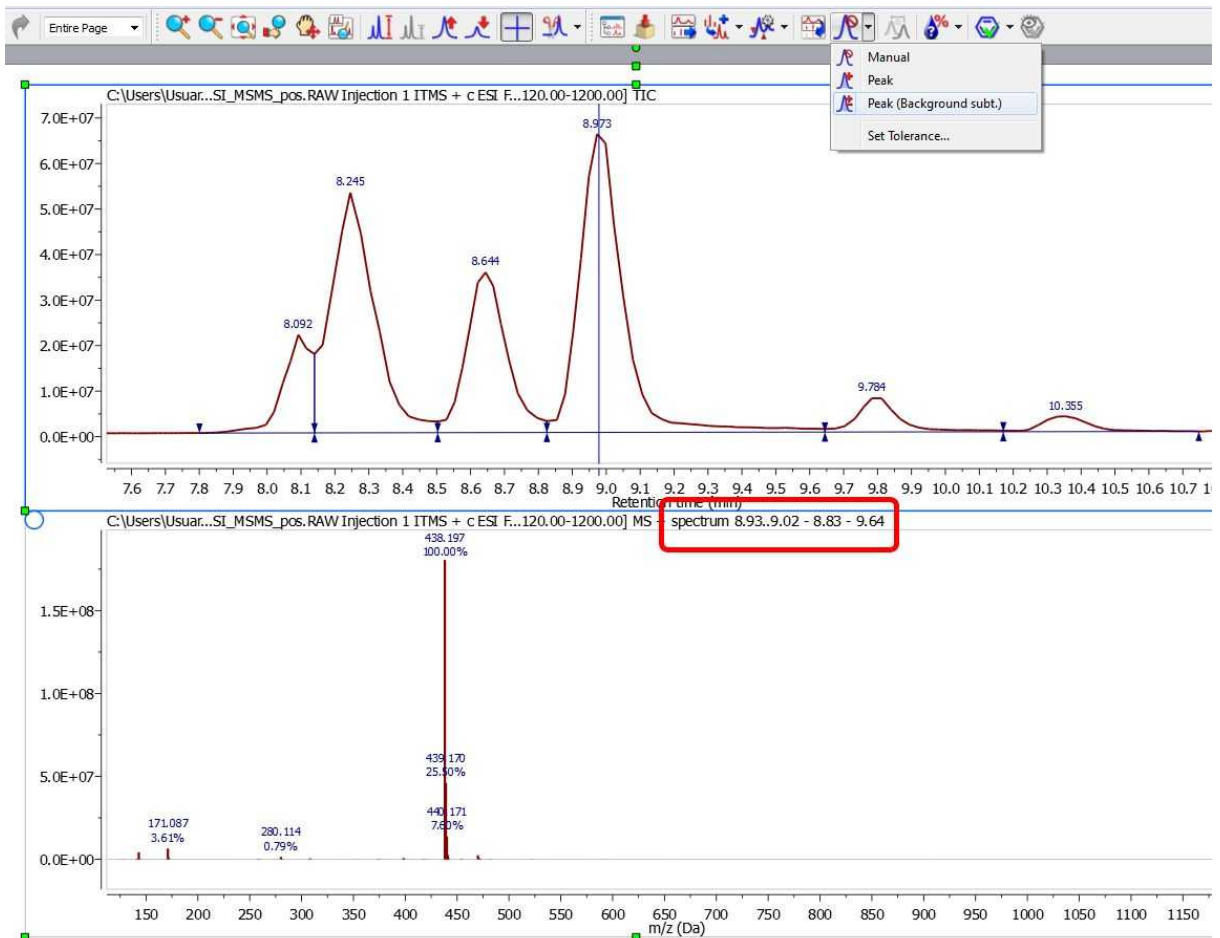 Entire Page
Manual
Peak
Peak (Background subt.)
Set Tolerance...
C:\Users\Usuar...SI_MSMS_pos.RAW Injection 1 ITMS + c ESI F...120.00-1200.00] TIC
7.0E+07
6.0E+07
5.0E+07
4.0E+07
3.0E+07
2.0E+07
1.0E+07
0.0E+00
8.092
8.245
8.644
8.973
9.784
10.355
7.6 7.7 7.8 7.9 8.0 8.1 8.2 8.3 8.4 8.5 8.6 8.7 8.8 8.9 9.0 9.1 9.2 9.3 9.4 9.5 9.6 9.7 9.8 9.9 10.0 10.1 10.2 10.3 10.4 10.5 10.6 10.7
Retention time (min)
C:\Users\Usuar...SI_MSMS_pos.RAW Injection 1 ITMS + c ESI F...120.00-1200.00] MS + spectrum 8.93..9.02 - 8.83 - 9.64
438.197
100.00%
1.5E+08
1.0E+08
5.0E+07
0.0E+00
439.170
25.50%
440.171
7.60%
171.087
3.61%
280.114
0.79%
150 200 250 300 350 400 450 500 550 600 650 700 750 800 850 900 950 1000 1050 1100 1150
m/z (Da)